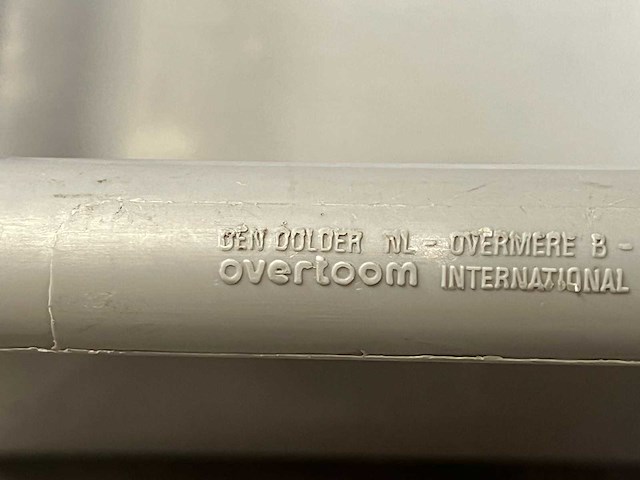 DEN DOLDER NL - OVERMERE B -
overtoom INTERNATIONAL